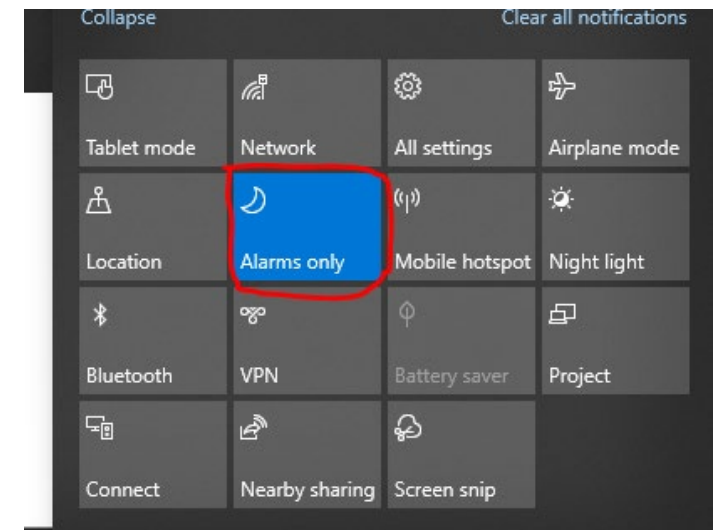 Collapse Clear all notifications
Tablet mode Network All settings Airplane mode
Location Alarms only Mobile hotspot Night light
Bluetooth VPN Battery saver Project
Connect Nearby sharing Screen snip